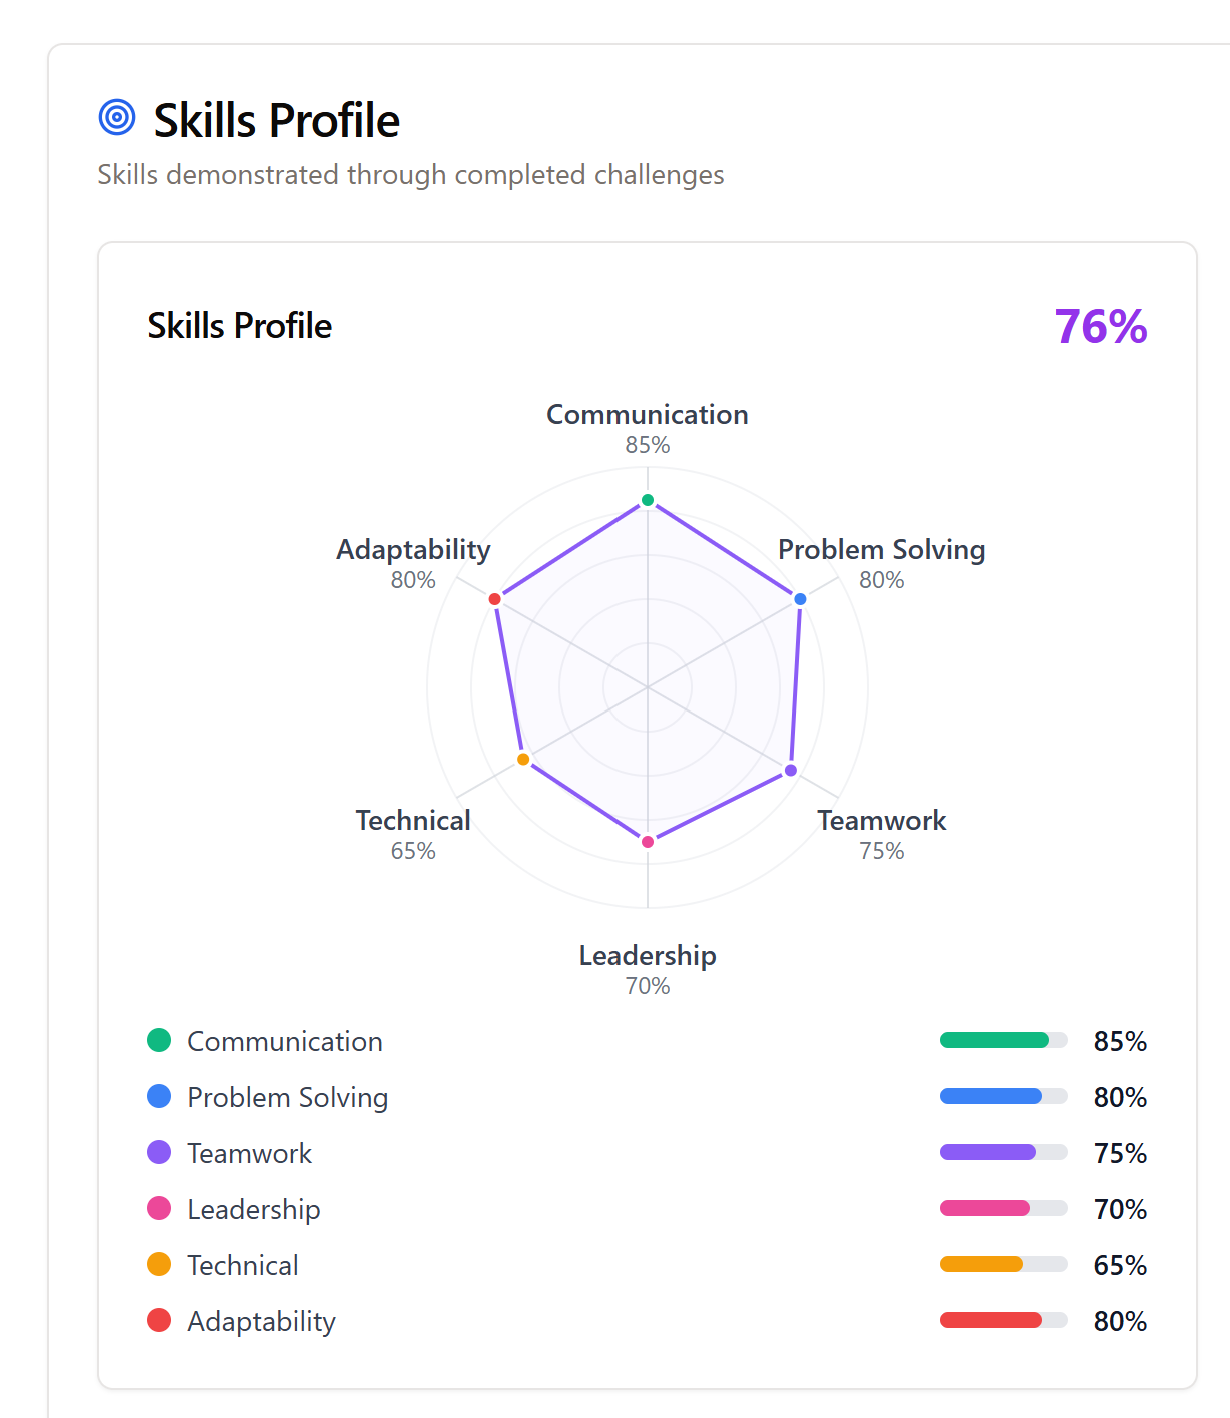 Skills Profile
Skills demonstrated through completed challenges
Skills Profile
76%
Communication
85%
Adaptability
80%
Problem Solving
80%
Technical
65%
Teamwork
75%
Leadership
70%
Communication 85%
Problem Solving 80%
Teamwork 75%
Leadership 70%
Technical 65%
Adaptability 80%